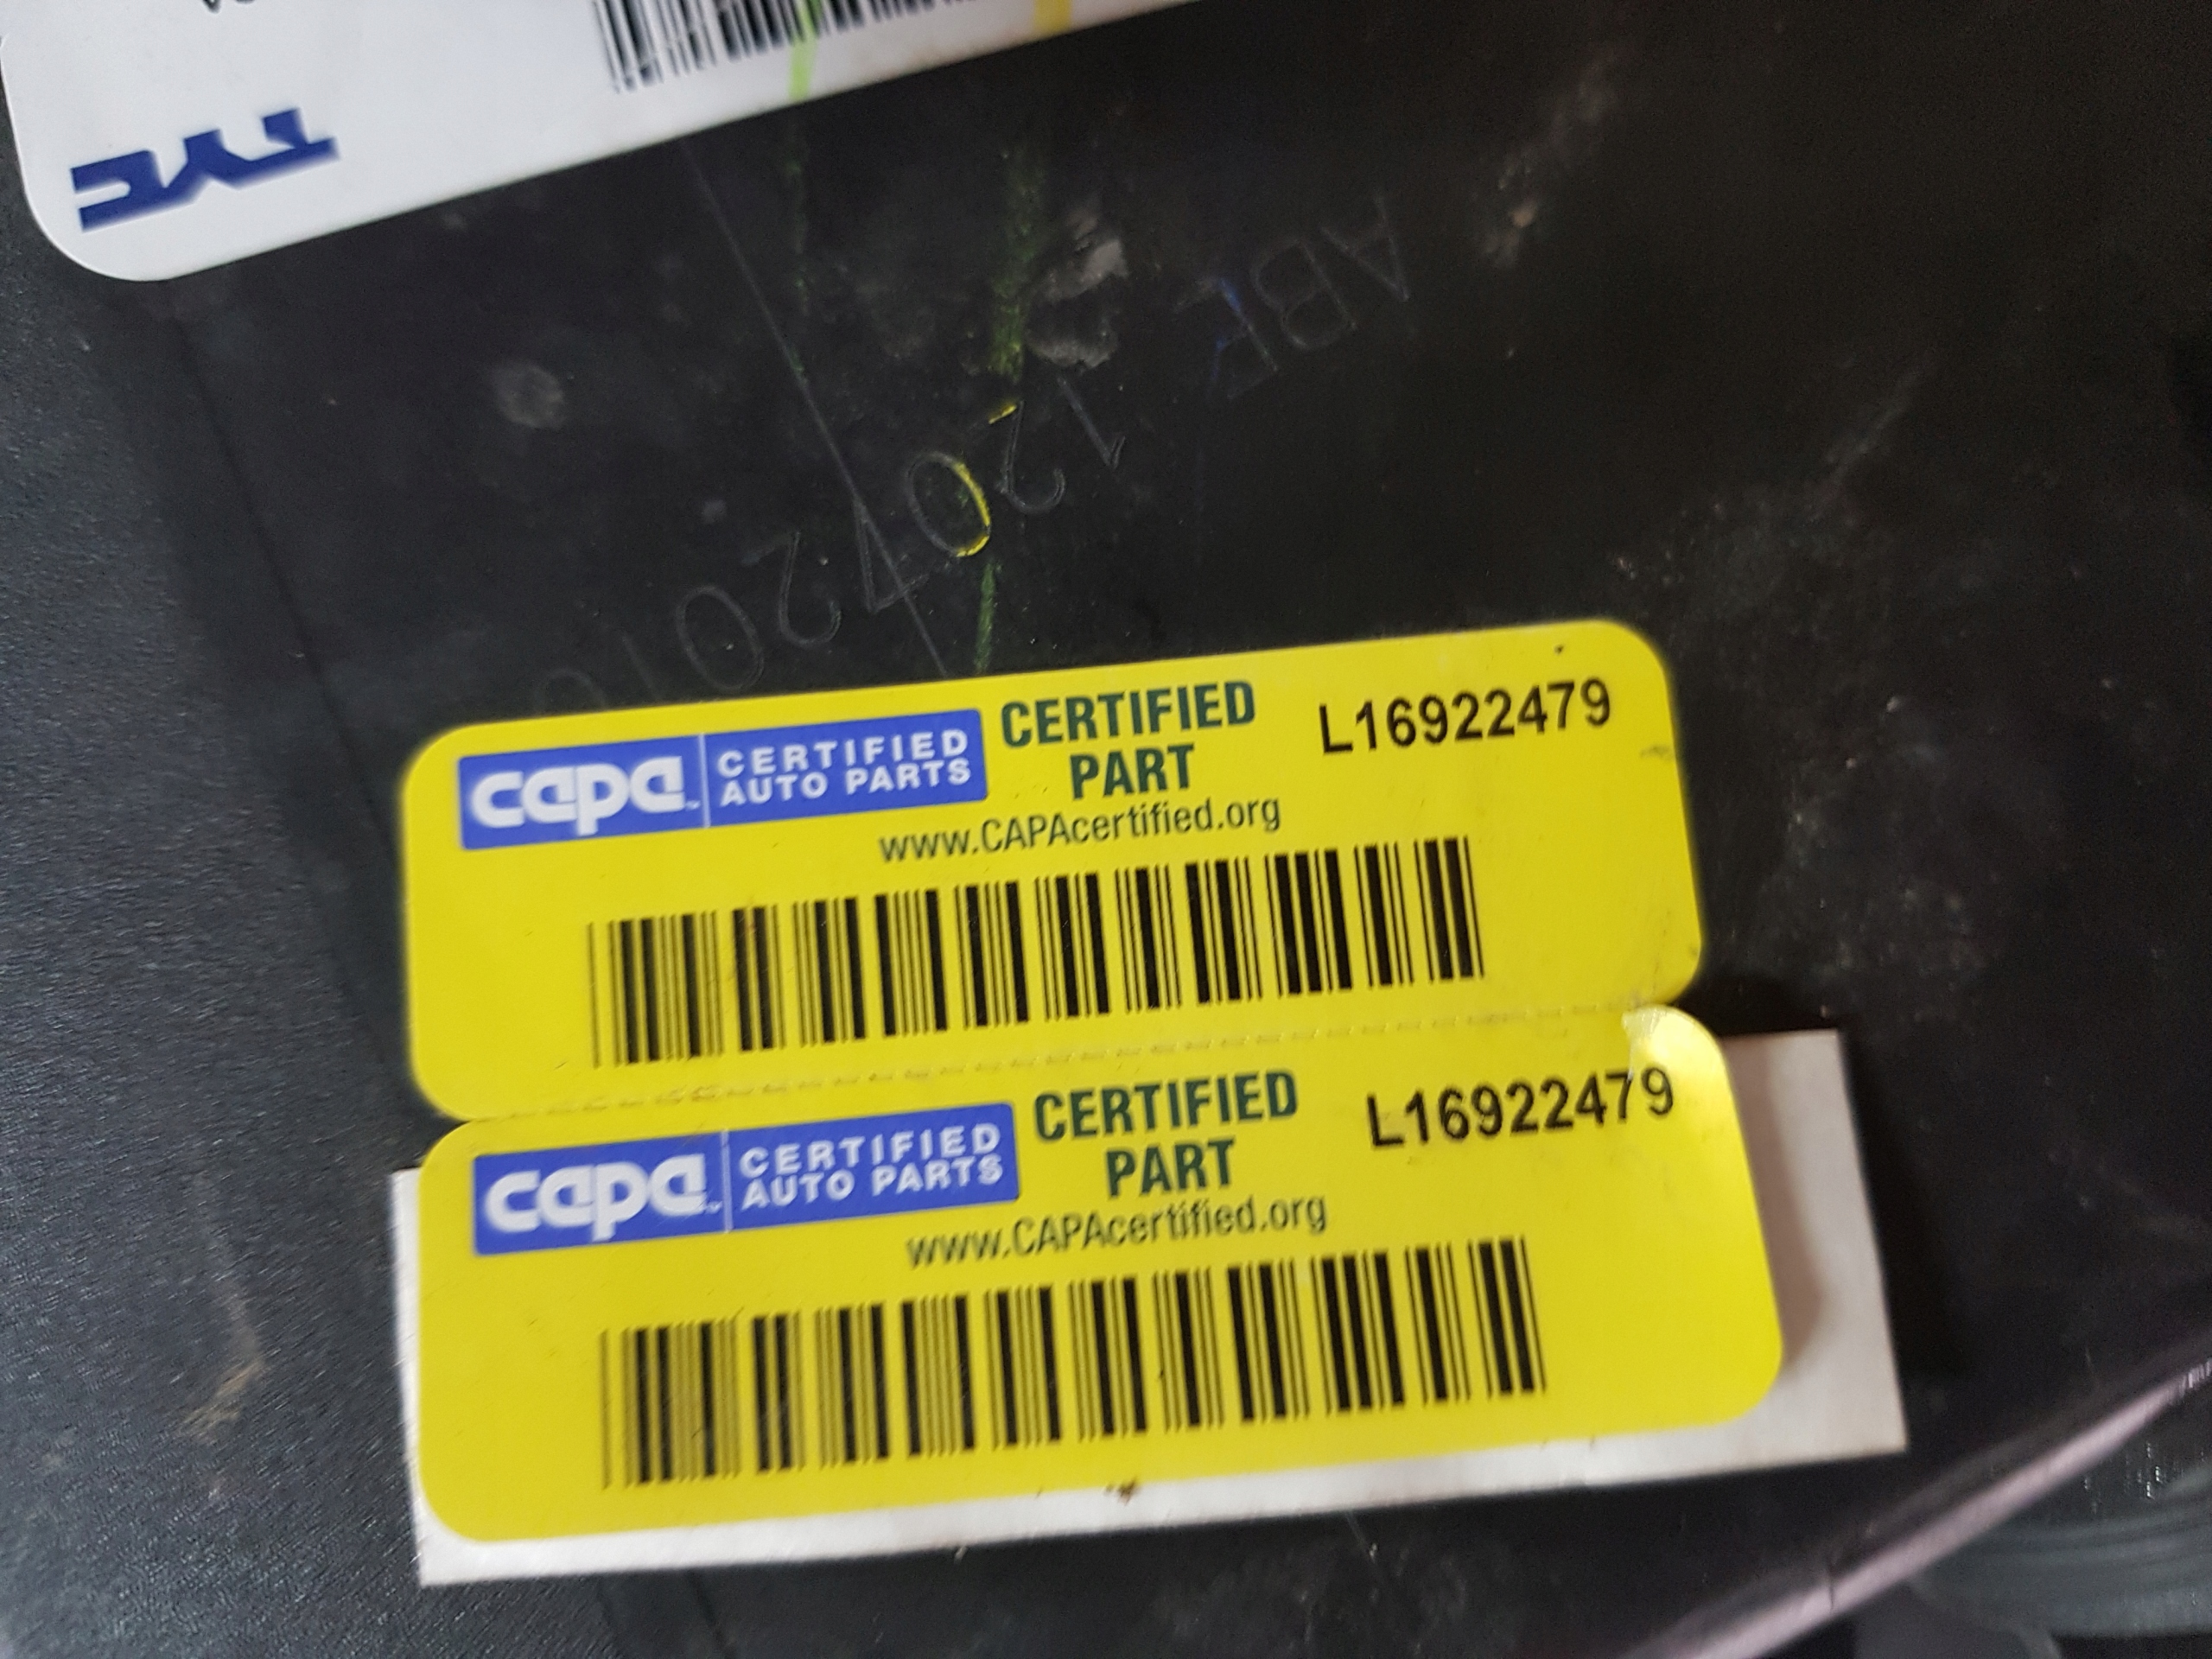 TYC
ABE
120420
capa
CERTIFIED
AUTO PARTS
CERTIFIED
PART
L16922479
www.CAPAcertified.org
capa
CERTIFIED
AUTO PARTS
CERTIFIED
PART
L16922479
www.CAPAcertified.org